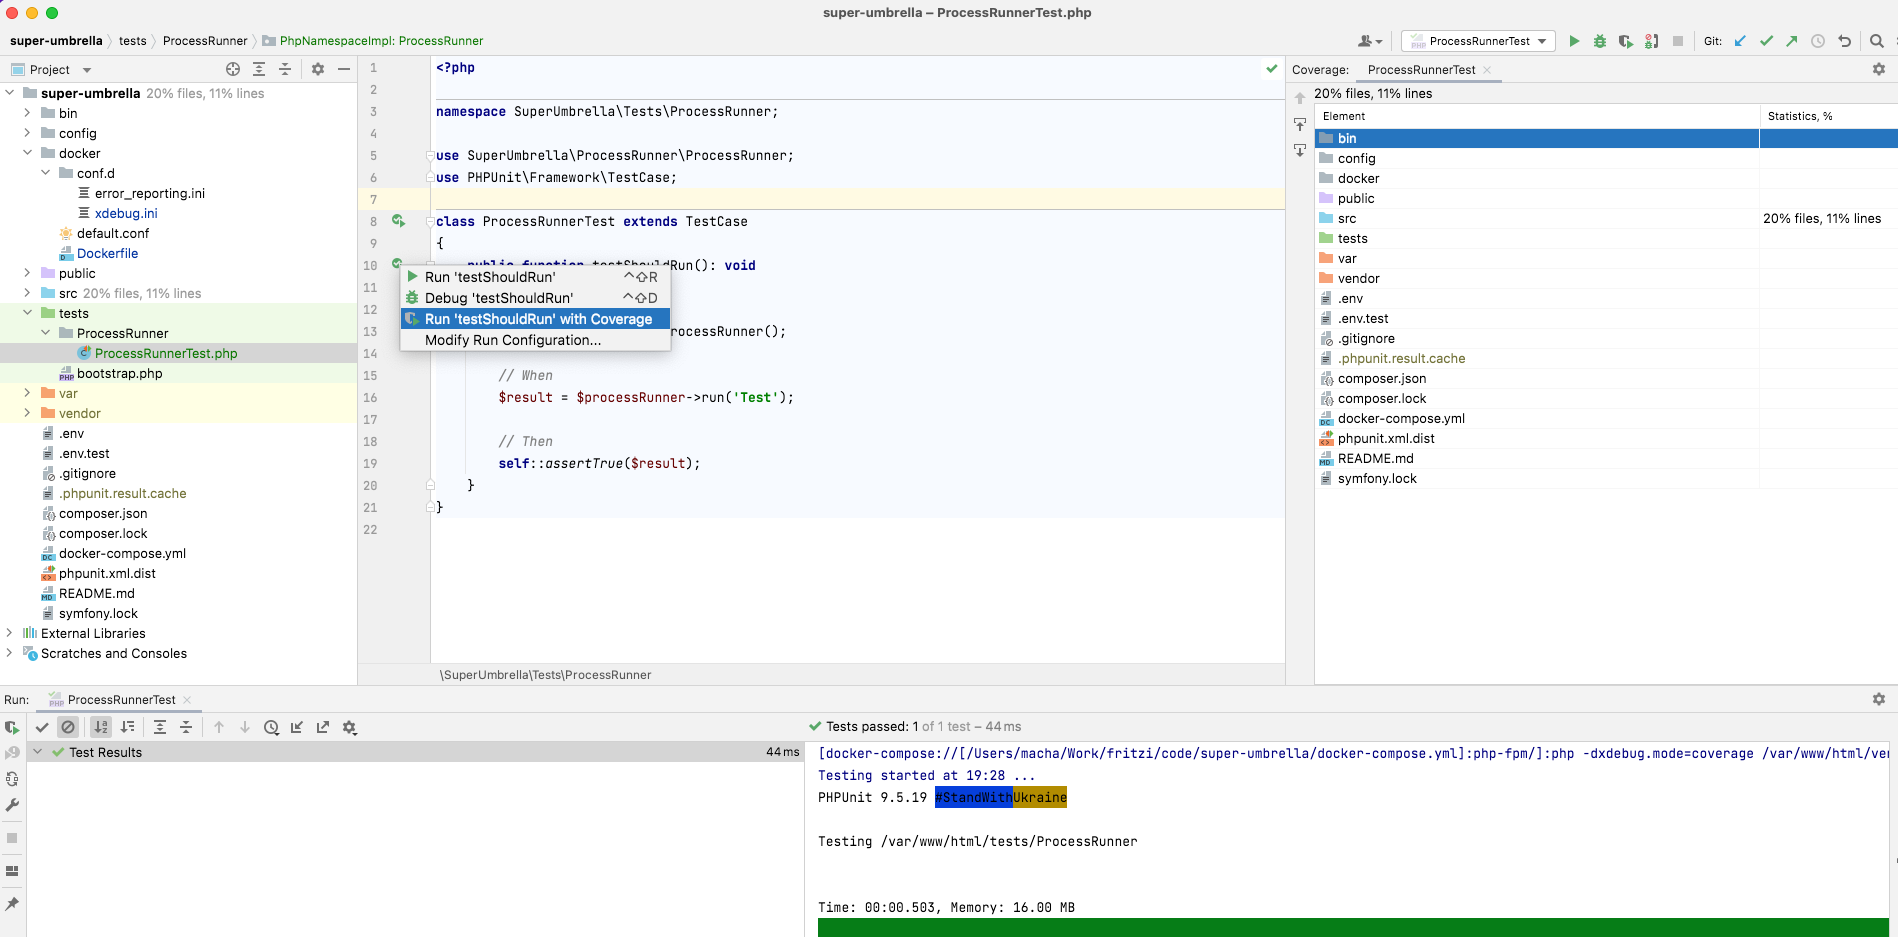 super-umbrella – ProcessRunnerTest.php
super-umbrella tests ProcessRunner PhpNamespaceImpl: ProcessRunner
ProcessRunnerTest Git:
Project
super-umbrella 20% files, 11% lines
bin
config
docker
conf.d
error_reporting.ini
xdebug.ini
default.conf
Dockerfile
public
src 20% files, 11% lines
tests
ProcessRunner
ProcessRunnerTest.php
bootstrap.php
var
vendor
.env
.env.test
.gitignore
.phpunit.result.cache
composer.json
composer.lock
docker-compose.yml
phpunit.xml.dist
README.md
symfony.lock
External Libraries
Scratches and Consoles
1 <?php
2
3 namespace SuperUmbrella\Tests\ProcessRunner;
4
5 use SuperUmbrella\ProcessRunner\ProcessRunner;
6 use PHPUnit\Framework\TestCase;
7
8 class ProcessRunnerTest extends TestCase
9 {
10 public function testShouldRun(): void
11
12
13 rocessRunner();
14
15 // When
16 $result = $processRunner->run('Test');
17
18 // Then
19 self::assertTrue($result);
20 }
21 }
22
Run 'testShouldRun' ^⇧R
Debug 'testShouldRun' ^⇧D
Run 'testShouldRun' with Coverage
Modify Run Configuration...
\SuperUmbrella\Tests\ProcessRunner
Coverage: ProcessRunnerTest
20% files, 11% lines
Element Statistics, %
bin
config
docker
public
src 20% files, 11% lines
tests
var
vendor
.env
.env.test
.gitignore
.phpunit.result.cache
composer.json
composer.lock
docker-compose.yml
phpunit.xml.dist
README.md
symfony.lock
Run: ProcessRunnerTest
Tests passed: 1 of 1 test – 44 ms
Test Results 44 ms
[docker-compose://[/Users/macha/Work/fritzi/code/super-umbrella/docker-compose.yml]:php-fpm/]:php -dxdebug.mode=coverage /var/www/html/ve
Testing started at 19:28 ...
PHPUnit 9.5.19 #StandWithUkraine
Testing /var/www/html/tests/ProcessRunner
Time: 00:00.503, Memory: 16.00 MB